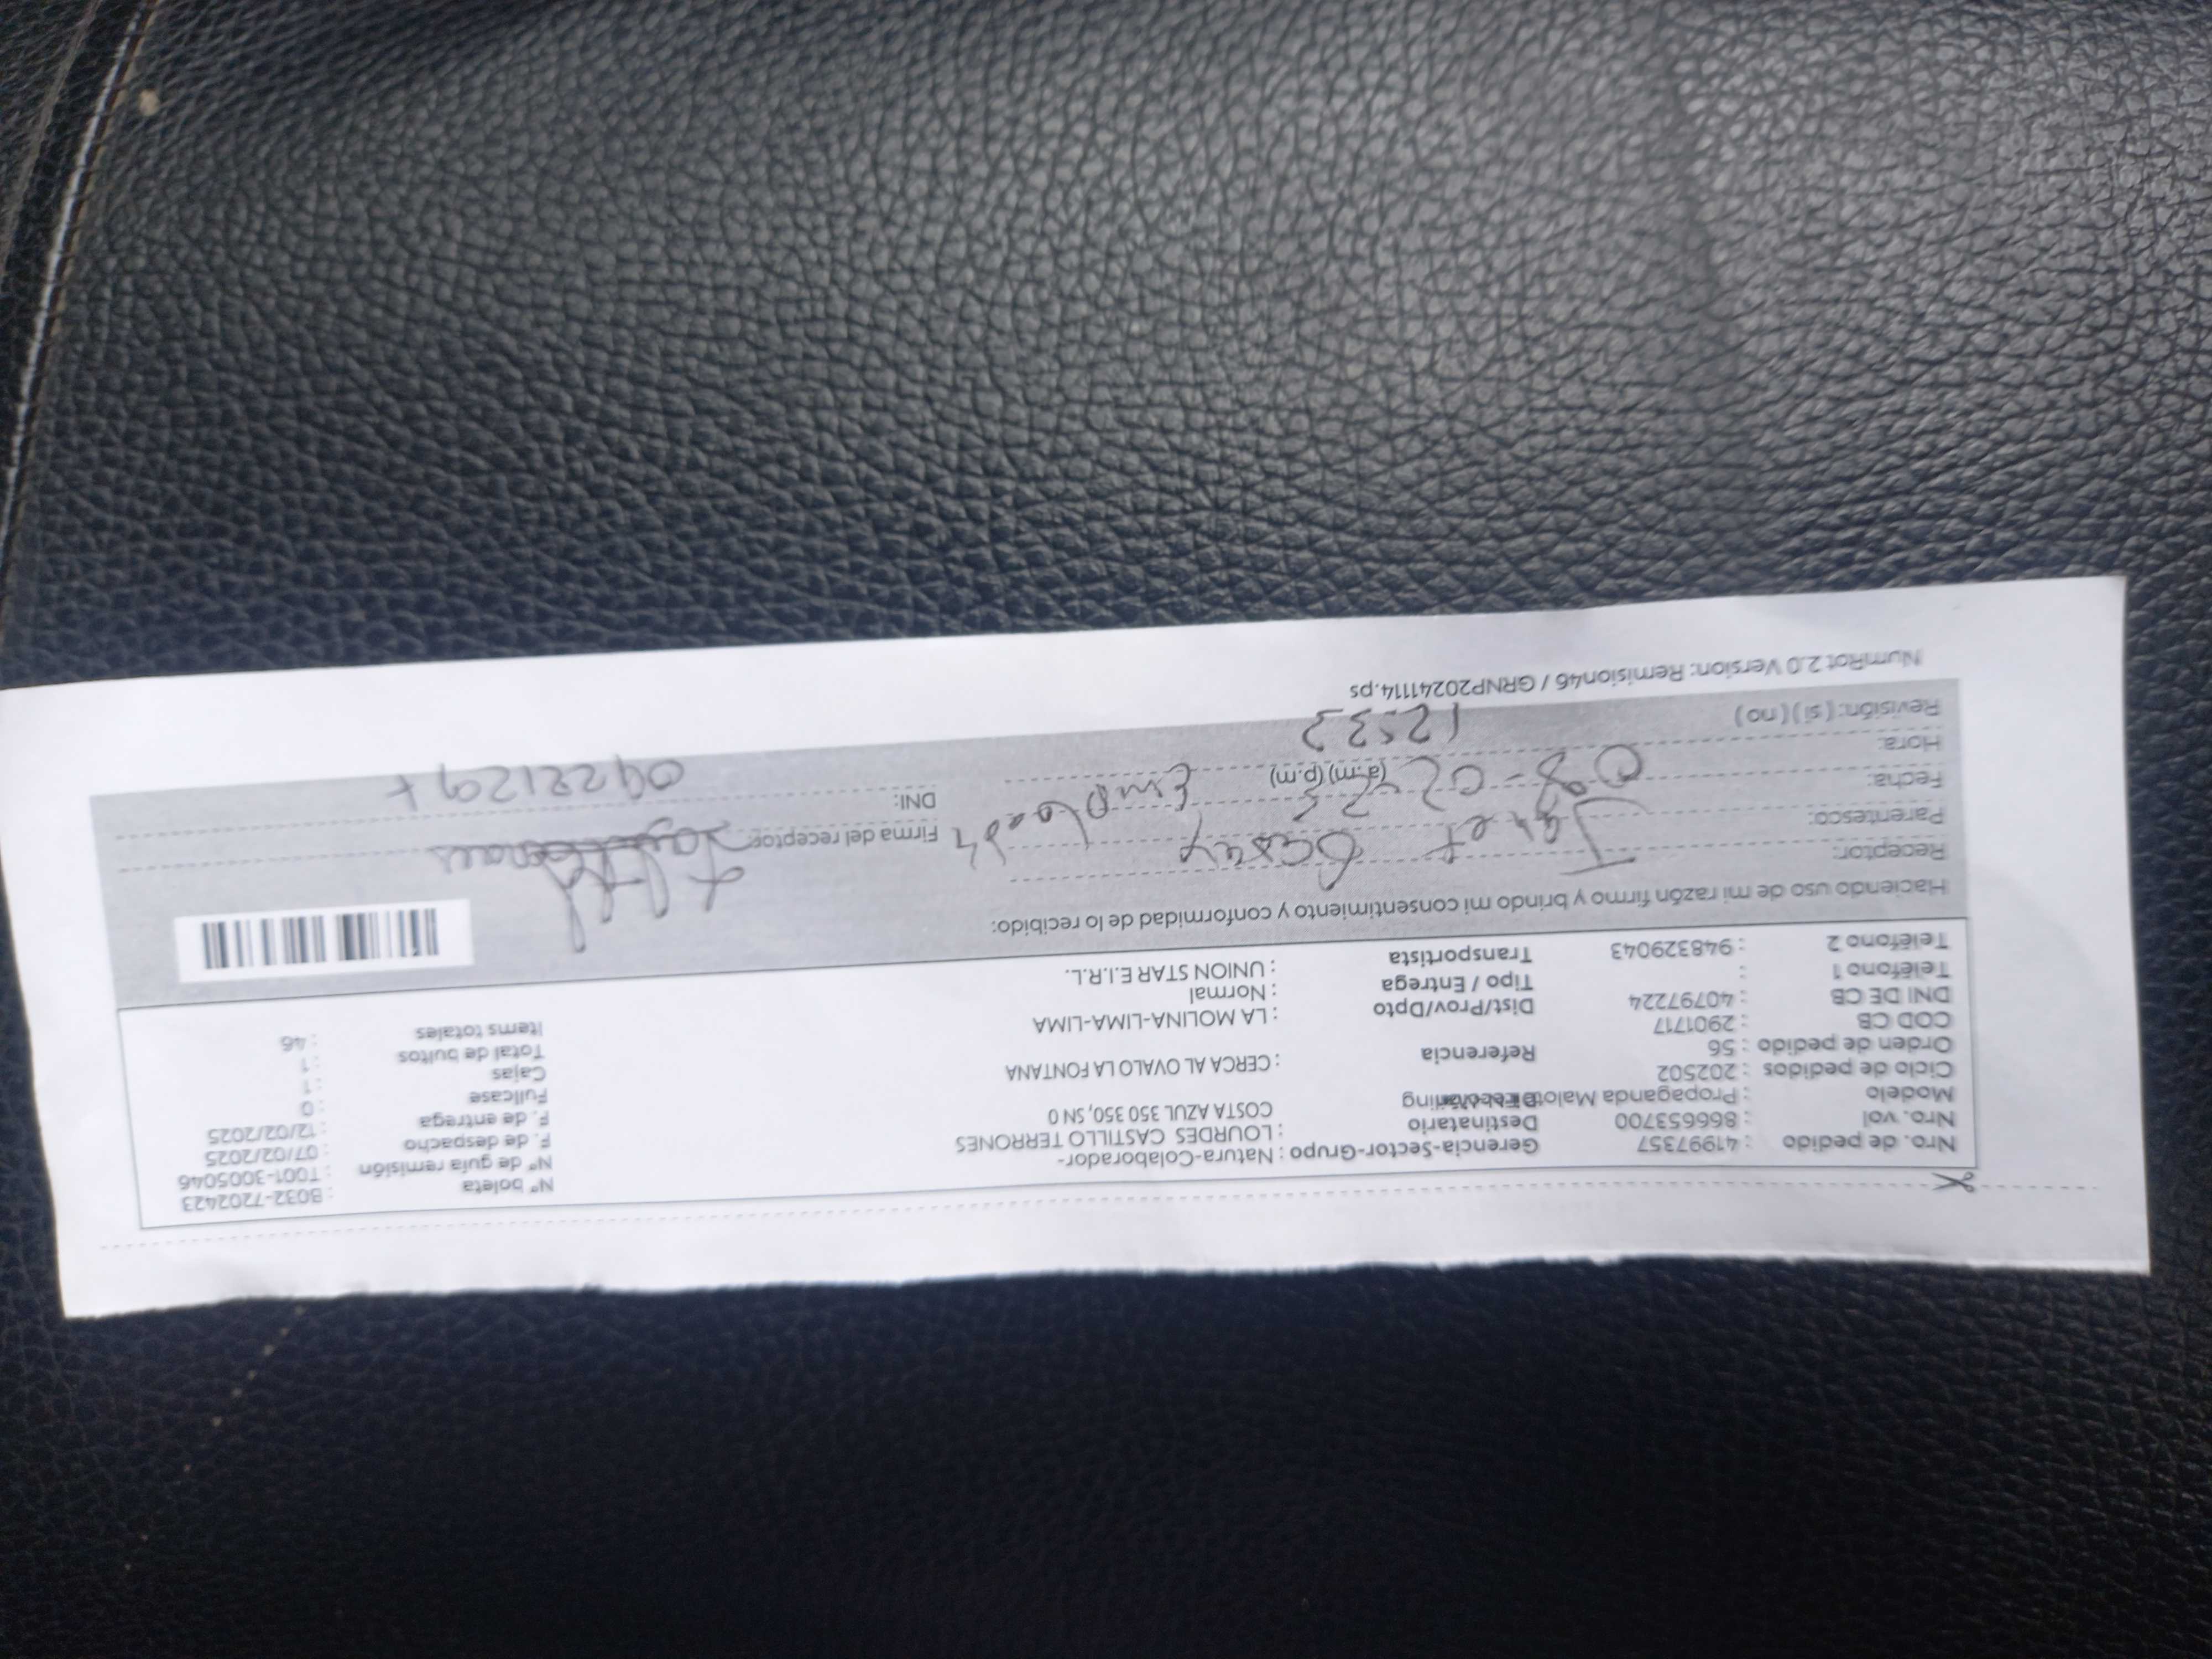 Nro. de pedido : 41997357 Gerencia-Sector-Grupo : Natura-Colaborador- N° boleta : B032-7202423
Nro. vol : 866653700 Destinatario : LOURDES CASTILLO TERRONES N° de guía remisión : T001-3005046
Modelo : Propaganda COSTA AZUL 350 350, SN 0 F. de despacho : 07/02/2025
Ciclo de pedidos : 202502 F. de entrega : 12/02/2025
Orden de pedido : 56 Referencia : CERCA AL OVALO LA FONTANA Fullcase : 0
COD CB : 2901717 Cajas : 1
DNI DE CB : 40797224 Dist/Prov/Dpto : LA MOLINA-LIMA-LIMA Total de bultos : 1
Teléfono 1 : Tipo / Entrega : Normal Items totales : 46
Teléfono 2 : 948329043 Transportista : UNION STAR E.I.R.L.
Haciendo uso de mi razón firmo y brindo mi consentimiento y conformidad de lo recibido:
Receptor: Janet
Parentesco: Firma del receptor:
Fecha: 08-02 (a.m) (p.m) DNI:
Hora: 12:33
Revisión: ( si ) ( no )
NumRot 2.0 Version: Remision46 / GRNP20241114.ps